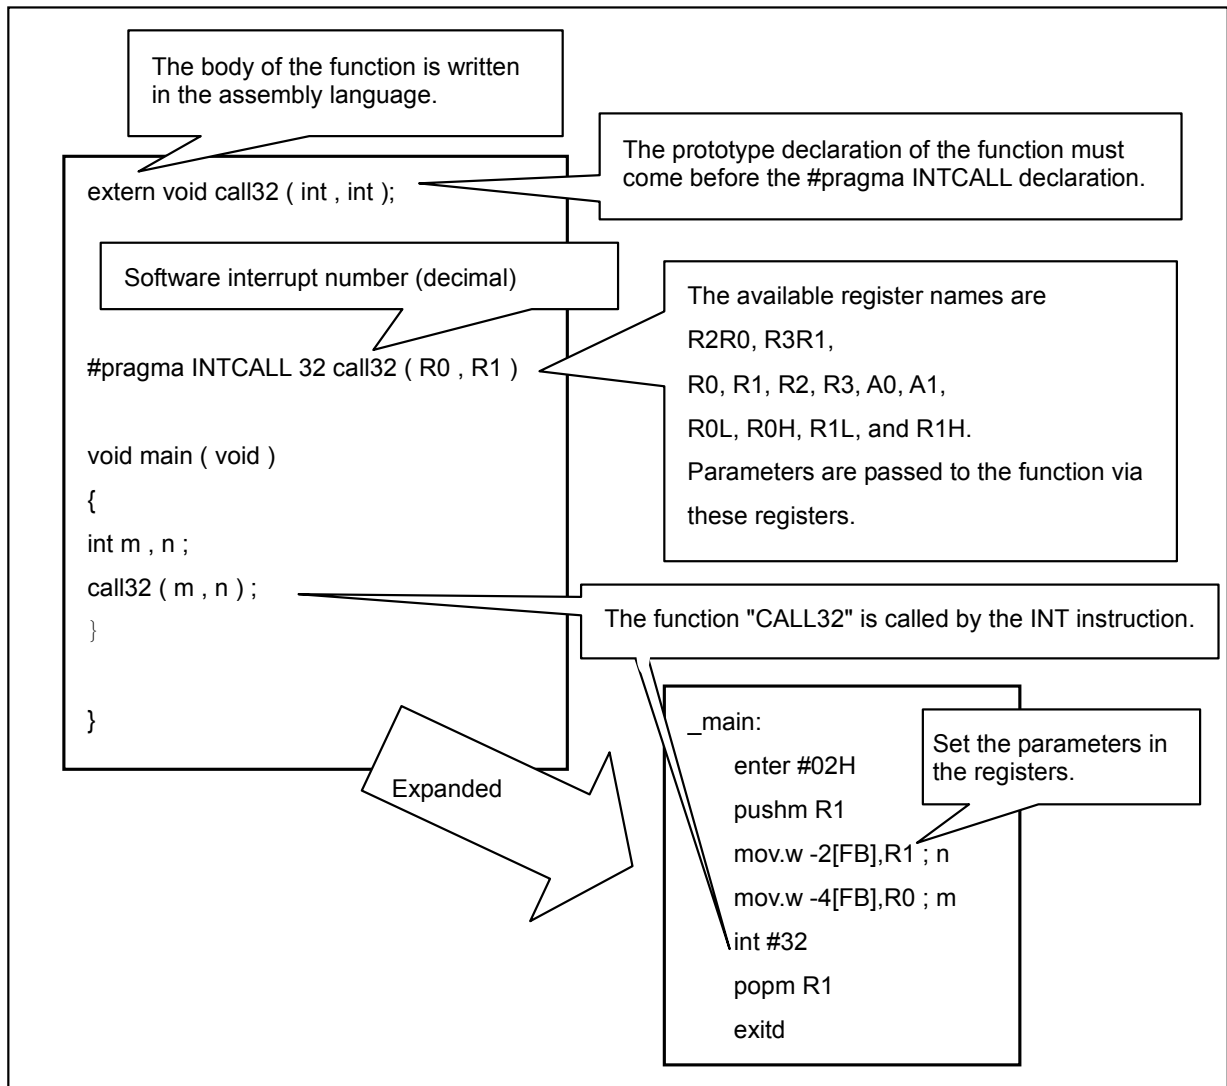 The body of the function is written
in the assembly language.
The prototype declaration of the function must
come before the #pragma INTCALL declaration.
extern void call32 ( int , int );
Software interrupt number (decimal)
The available register names are
R2R0, R3R1,
R0, R1, R2, R3, A0, A1,
R0L, R0H, R1L, and R1H.
Parameters are passed to the function via
these registers.
#pragma INTCALL 32 call32 ( R0 , R1 )
void main ( void )
{
int m , n ;
call32 ( m , n ) ;
}
}
The function "CALL32" is called by the INT instruction.
Expanded
_main:
enter #02H
pushm R1
mov.w -2[FB],R1 ; n
mov.w -4[FB],R0 ; m
int #32
popm R1
exitd
Set the parameters in
the registers.